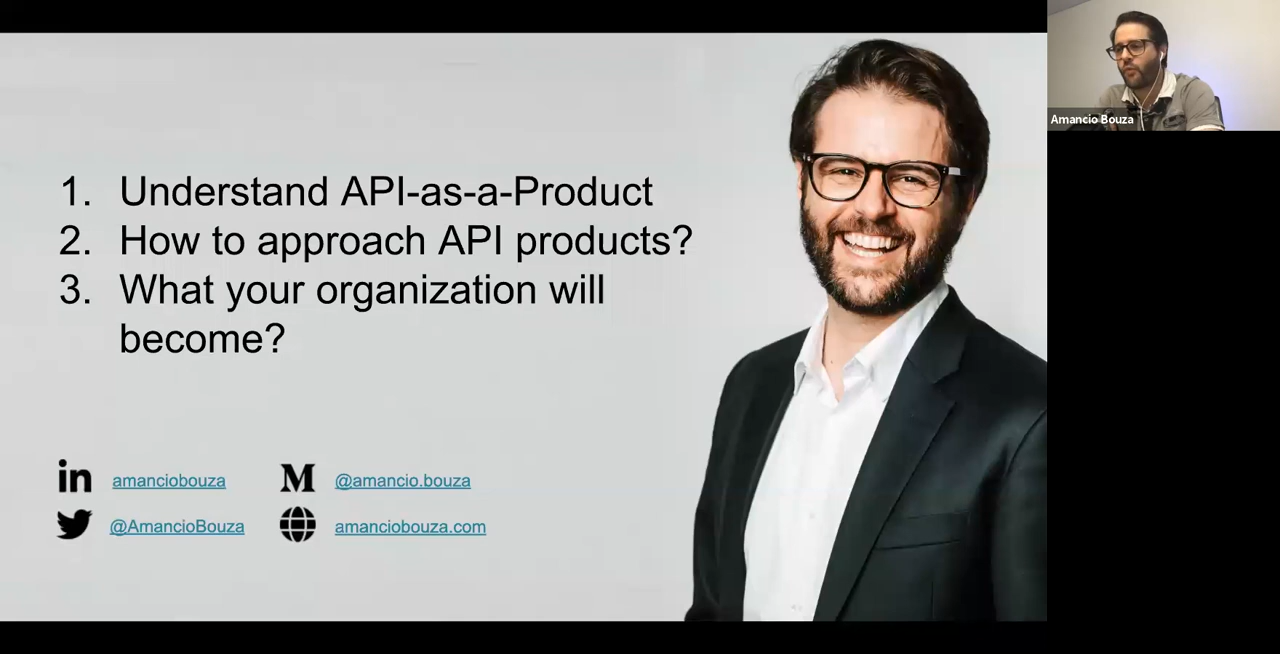 1. Understand API-as-a-Product
2. How to approach API products?
3. What your organization will
become?
in amanciobouza
M @amancio.bouza
@AmancioBouza
amanciobouza.com
Amancio Bouza